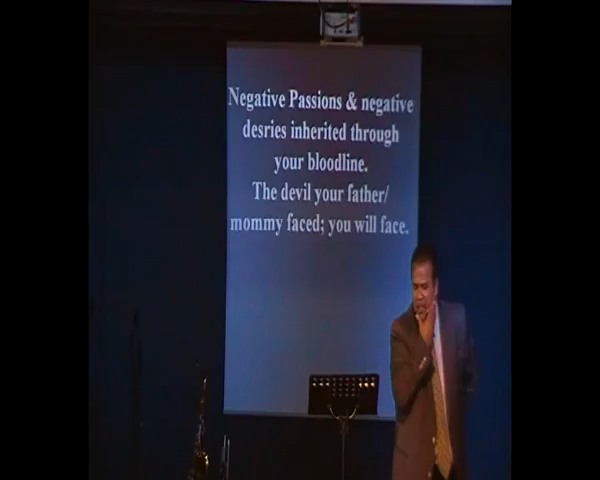 Negative Passions & negative
desries inherited through
your bloodline.
The devil your father/
mommy faced; you will face.